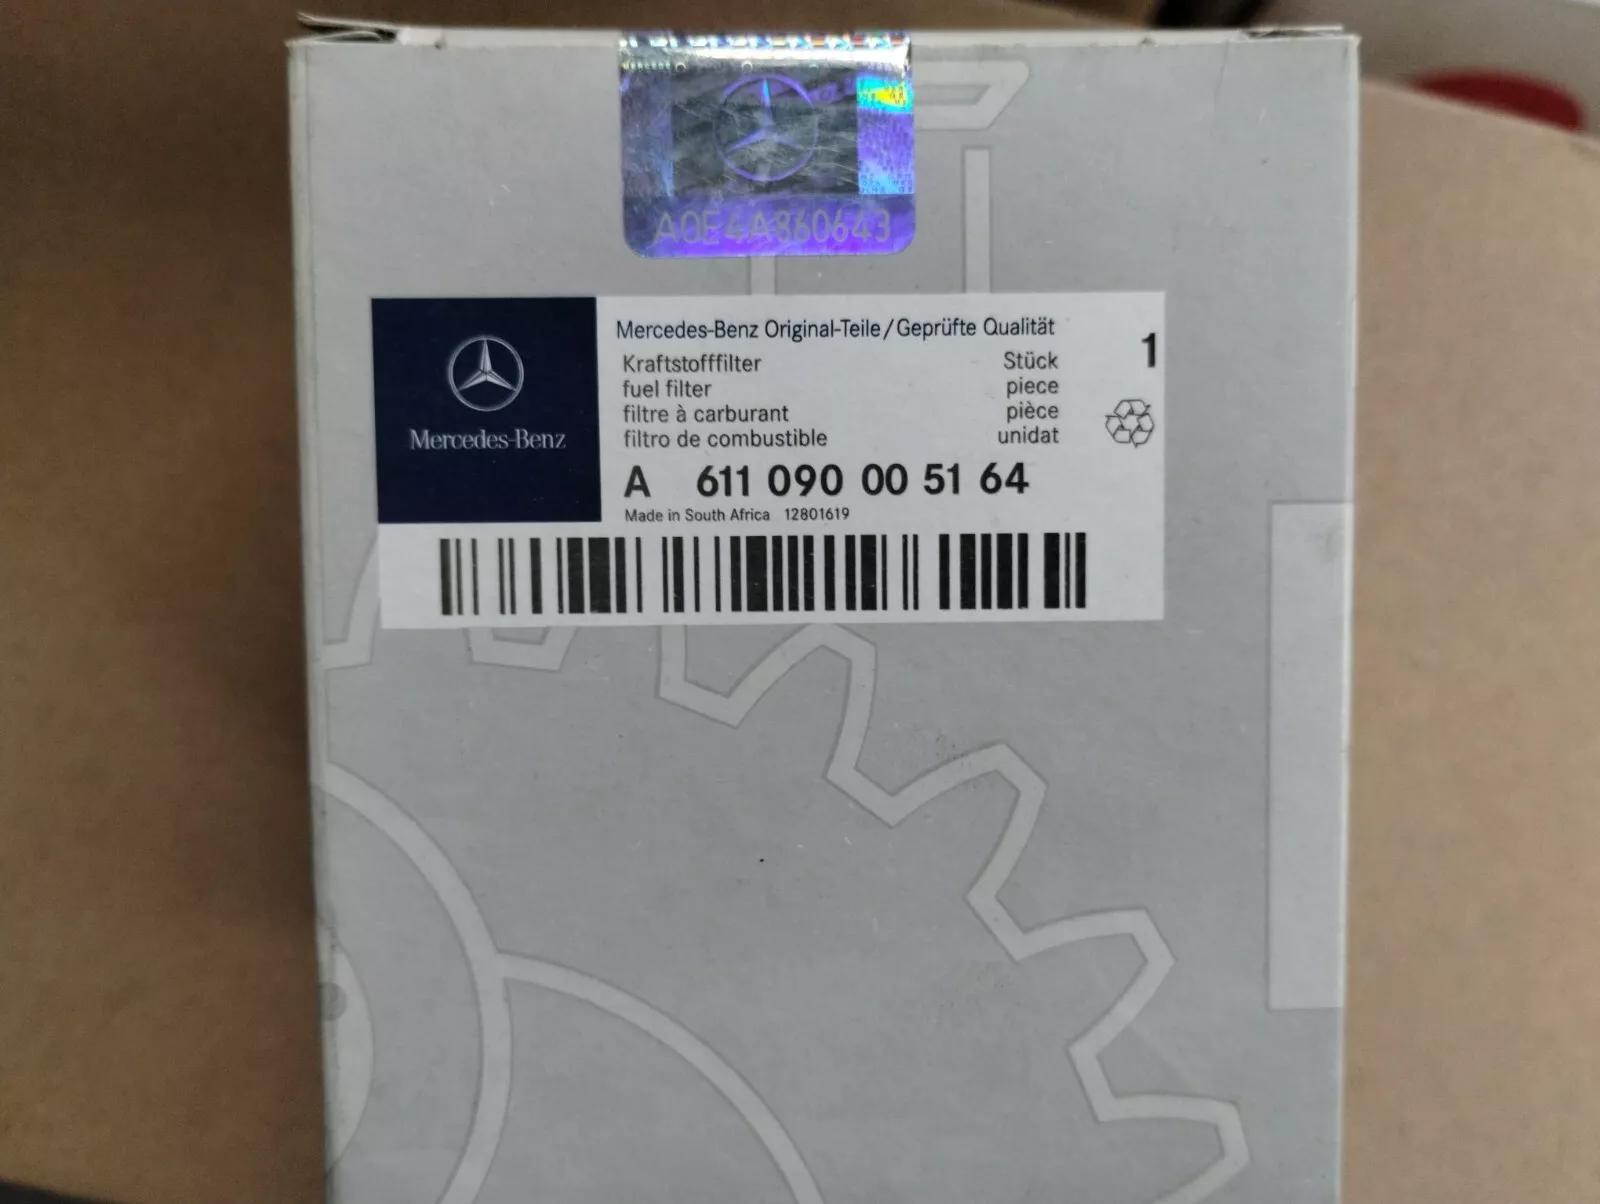 A0E4A860643
Mercedes-Benz
Mercedes-Benz Original-Teile/Geprüfte Qualität
1
Kraftstofffilter Stück
fuel filter piece
filtre à carburant pièce
filtro de combustible unidat
A 611 090 00 51 64
Made in South Africa 12801619